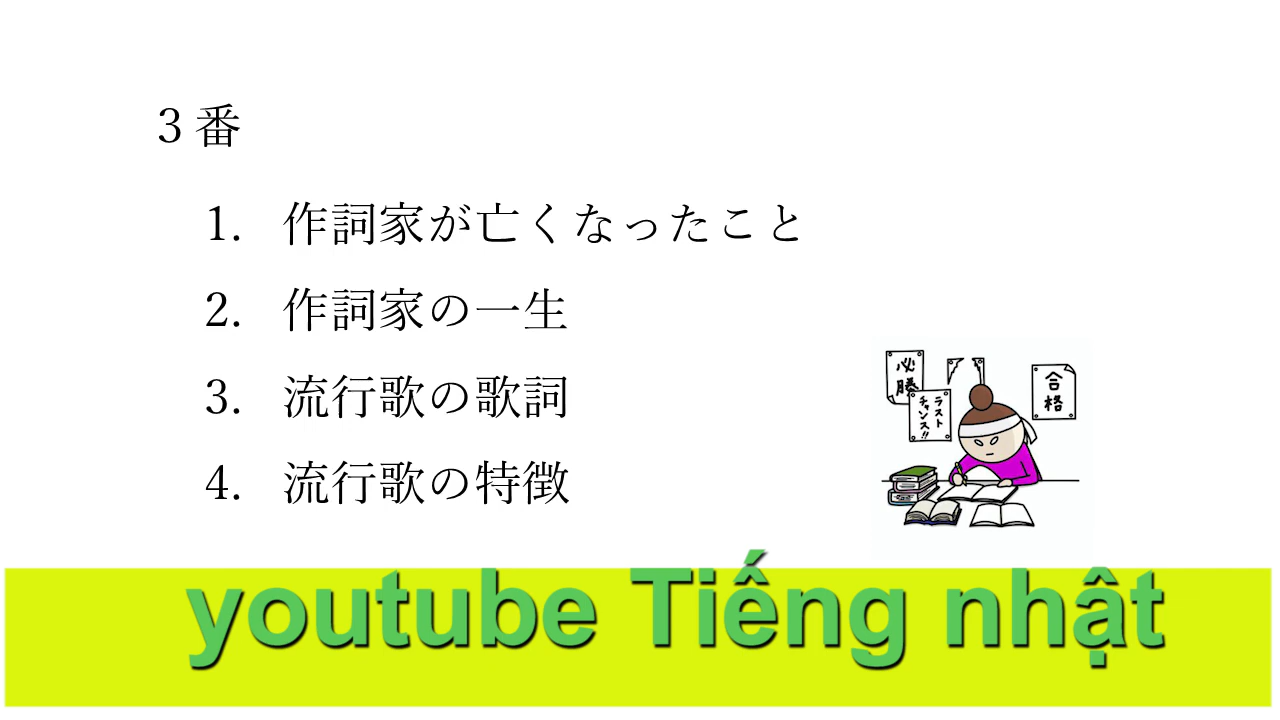 3番
1. 作詞家が亡くなったこと
2. 作詞家の一生
3. 流行歌の歌詞
4. 流行歌の特徴
必勝
ラスト
チャンス!!
合格
youtube Tiếng nhật